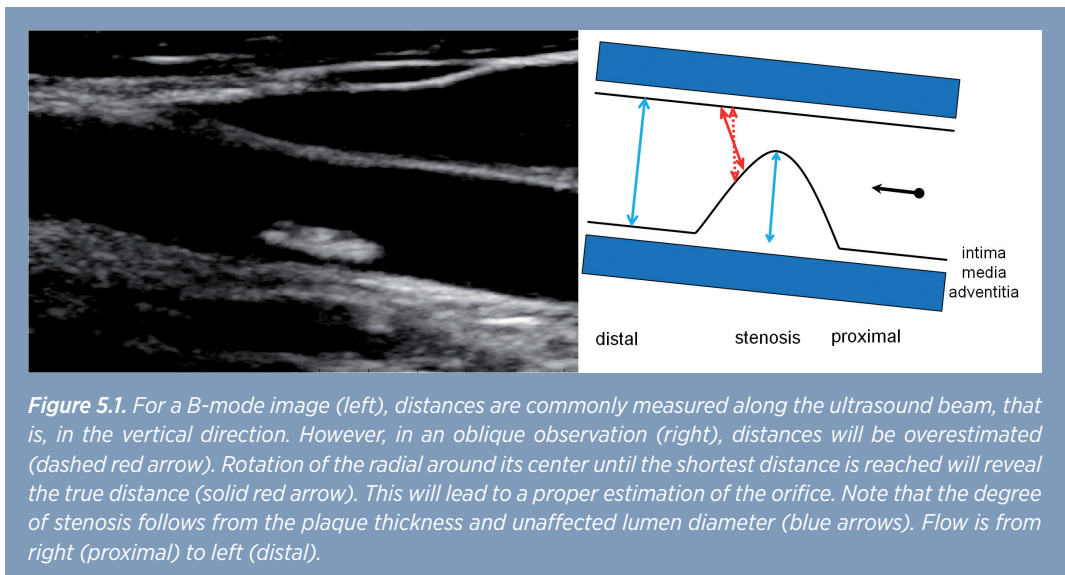 intima
media
adventitia
distal stenosis proximal
Figure 5.1. For a B-mode image (left), distances are commonly measured along the ultrasound beam, that
is, in the vertical direction. However, in an oblique observation (right), distances will be overestimated
(dashed red arrow). Rotation of the radial around its center until the shortest distance is reached will reveal
the true distance (solid red arrow). This will lead to a proper estimation of the orifice. Note that the degree
of stenosis follows from the plaque thickness and unaffected lumen diameter (blue arrows). Flow is from
right (proximal) to left (distal).